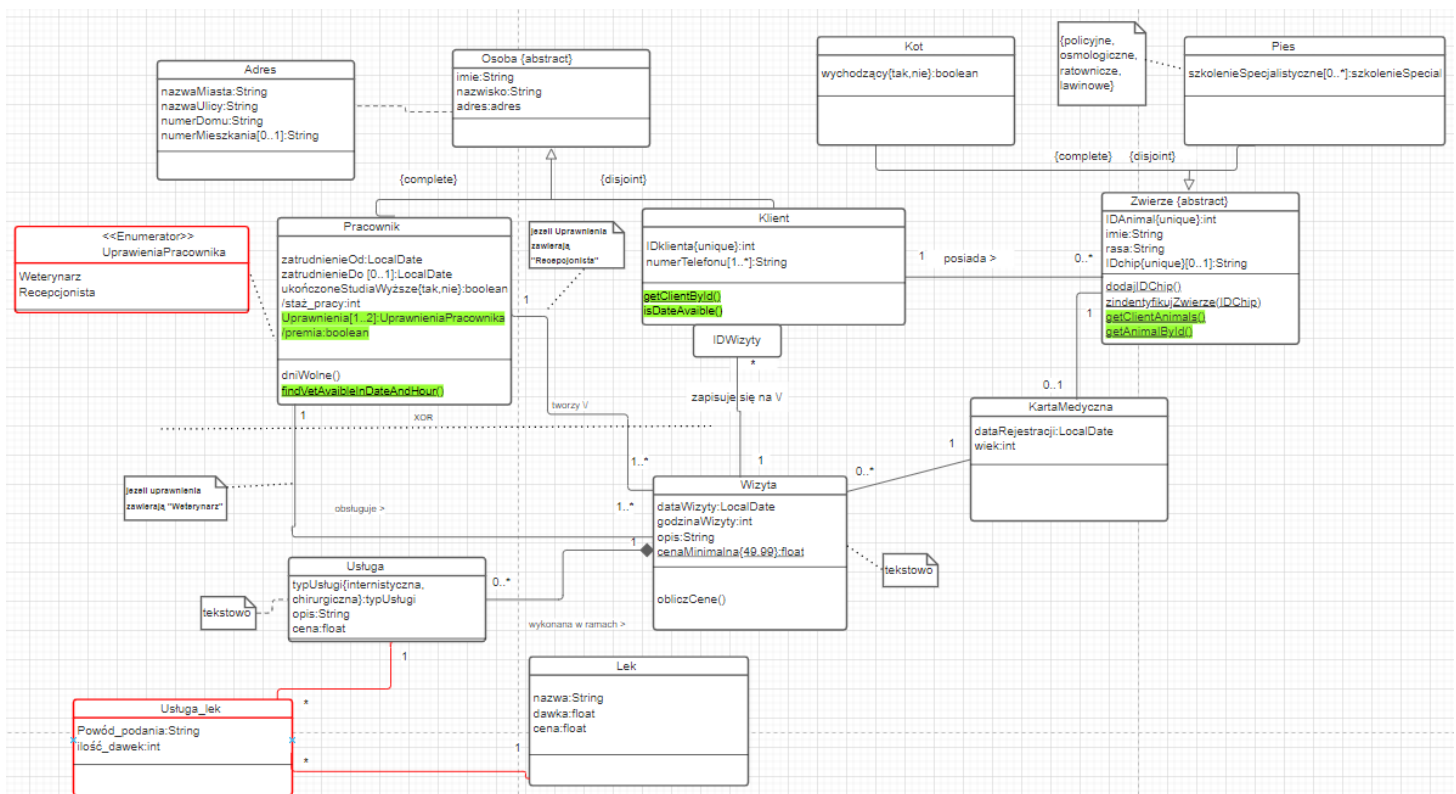 Adres
nazwaMiasta:String
nazwaUlicy:String
numerDomu:String
numerMieszkania[0..1]:String
Osoba {abstract}
imie:String
nazwisko:String
adres:adres
Kot
wychodzący{tak,nie}:boolean
{policyjne,
osmologiczne,
ratownicze,
lawinowe}
Pies
szkolenieSpecjalistyczne[0..*]:szkolenieSpecial
{complete}
{disjoint}
{complete}
{disjoint}
<<Enumerator>>
UprawieniaPracownika
Weterynarz
Recepcjonista
Pracownik
zatrudnienieOd:LocalDate
zatrudnienieDo [0..1]:LocalDate
ukończoneStudiaWyższe{tak,nie}:boolean
/staż_pracy:int
Uprawnienia[1..2]:UprawnieniaPracownika
/premia:boolean
dniWolne()
findVetAvaibleInDateAndHour()
jezeli Uprawnienia
zawierają
"Recepcjonista"
1
Klient
IDklienta{unique}:int
numerTelefonu[1..*]:String
getClientById()
isDateAvaible()
1
posiada >
0..*
Zwierze {abstract}
IDAnimal{unique}:int
imie:String
rasa:String
IDchip{unique}[0..1]:String
dodajIDChip()
zindentyfikujZwierze(IDChip)
getClientAnimals()
getAnimalById()
1
0..1
IDWizyty
*
zapisuje się na \/
1
1
XOR
tworzy \/
1..*
KartaMedyczna
dataRejestracji:LocalDate
wiek:int
1
0..*
jezeli uprawnienia
zawierają "Weterynarz"
obsługuje >
1..*
Wizyta
dataWizyty:LocalDate
godzinaWizyty:int
opis:String
cenaMinimalna{49.99}:float
obliczCene()
tekstowo
1
0..*
wykonana w ramach >
Usługa
typUsługi{internistyczna,
chirurgiczna}:typUsługi
opis:String
cena:float
tekstowo
1
*
Usługa_lek
Powód_podania:String
ilość_dawek:int
*
1
Lek
nazwa:String
dawka:float
cena:float